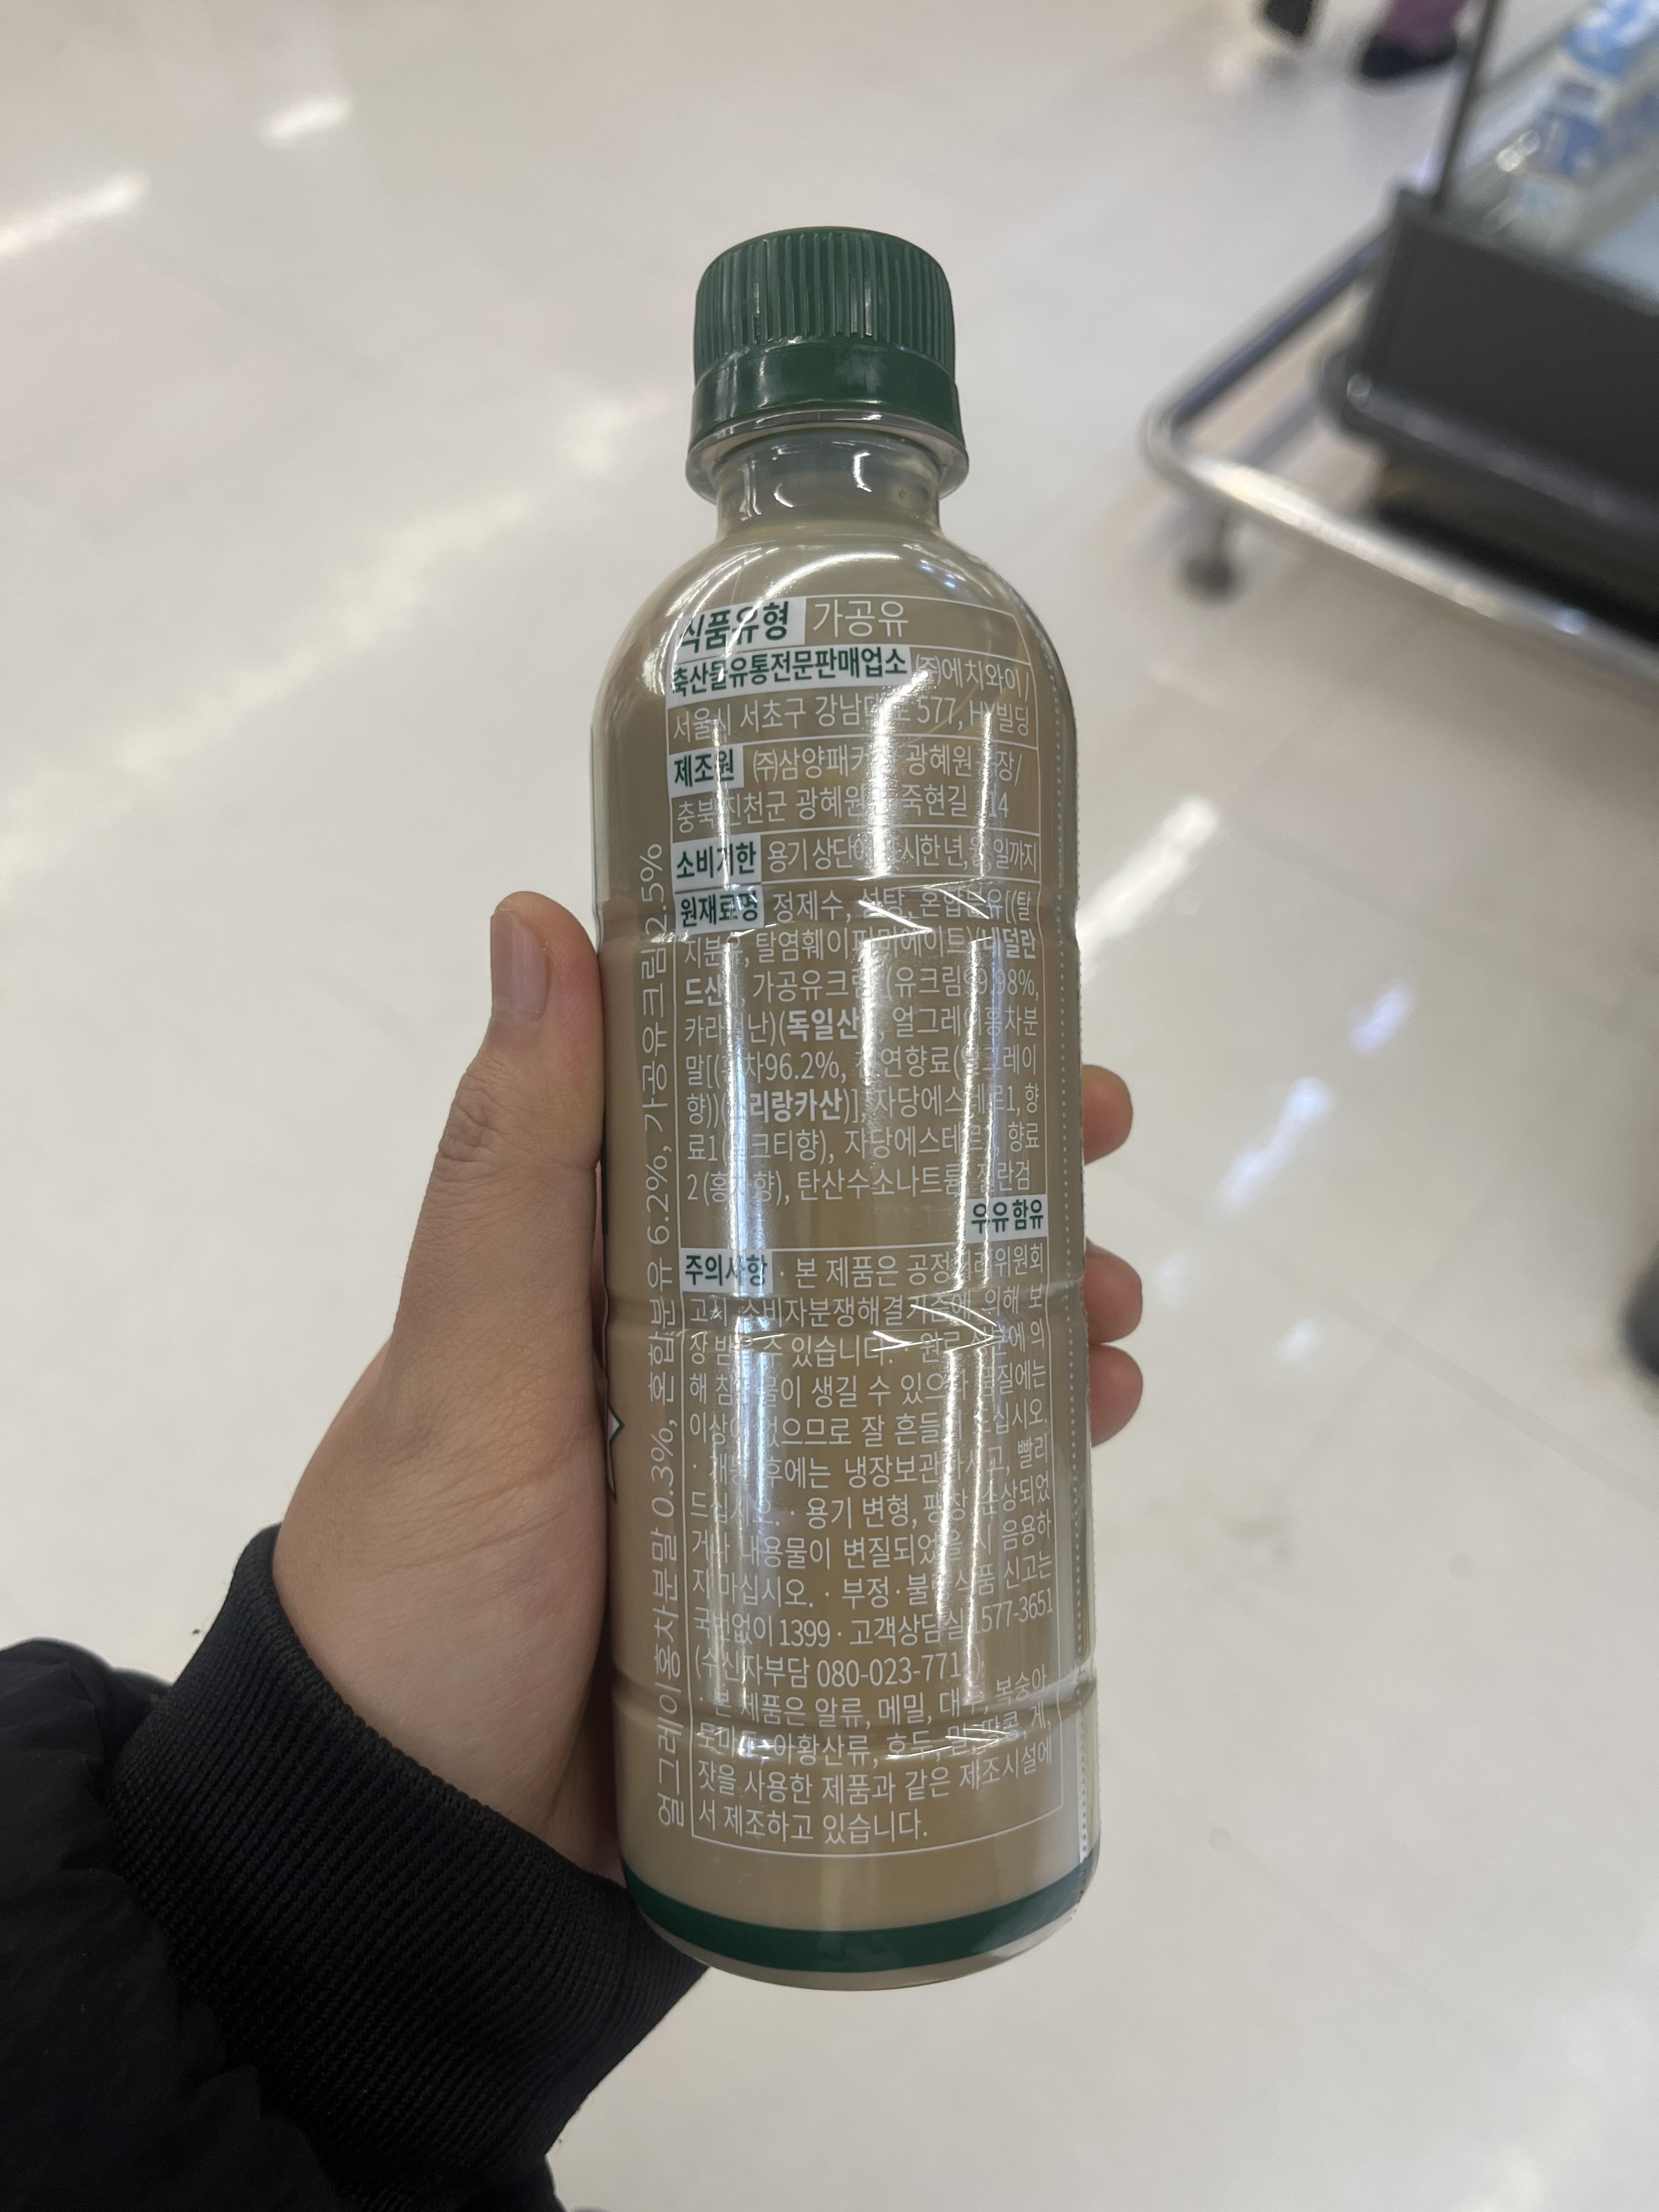 식품유형 가공유
축산물유통전문판매업소 (주)에치와이/
서울시 서초구 강남대로 577, HY빌딩
제조원 (주)삼양패키징 광혜원공장/
충북 진천군 광혜원면 죽현길
소비기한 용기상단에 표시한 년,월,일까지
원재료명 정제수, 설탕, 혼합분유[(탈
지분유, 탈염훼이파미에이트)(네덜란
드산)], 가공유크림[(유크림99.98%,
카라기난)(독일산)], 얼그레이홍차분
말[(홍차96.2%, 천연향료(얼그레이
향))(스리랑카산)], 자당에스테르1, 향
료1(밀크티향), 자당에스테르2, 향료
2(홍차향), 탄산수소나트륨, 젤란검
우유 함유
주의사항 · 본 제품은 공정거래위원회
고시 소비자분쟁해결기준에 의해 보
상 받을 수 있습니다. · 원료 성분에 의
해 침전물이 생길 수 있으나 품질에는
이상이 없으므로 잘 흔들어 드십시오.
· 개봉 후에는 냉장보관하시고, 빨리
드십시오. · 용기 변형, 팽창, 손상되었
거나 내용물이 변질되었을 시 음용하
지 마십시오. · 부정·불량식품 신고는
국번없이 1399 · 고객상담실 1577-3651
(수신자부담
· 본 제품은 알류, 메밀, 대두, 복숭아,
토마토, 아황산류, 호두, 밀, 땅콩, 게,
잣을 사용한 제품과 같은 제조시설에
서 제조하고 있습니다.
얼그레이홍차분말 0.3%, 혼합분유 6.2%, 가공유크림 2.5%